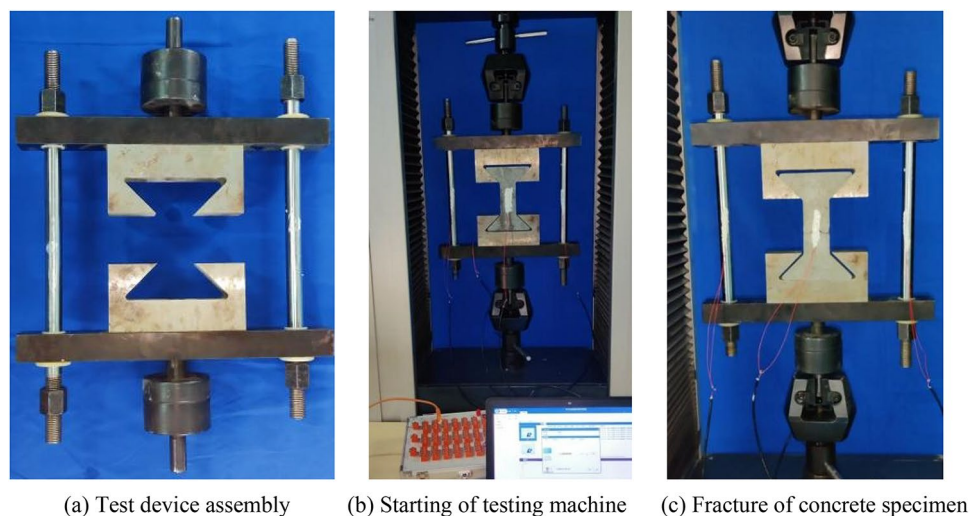 (a) Test device assembly
(b) Starting of testing machine
(c) Fracture of concrete specimen